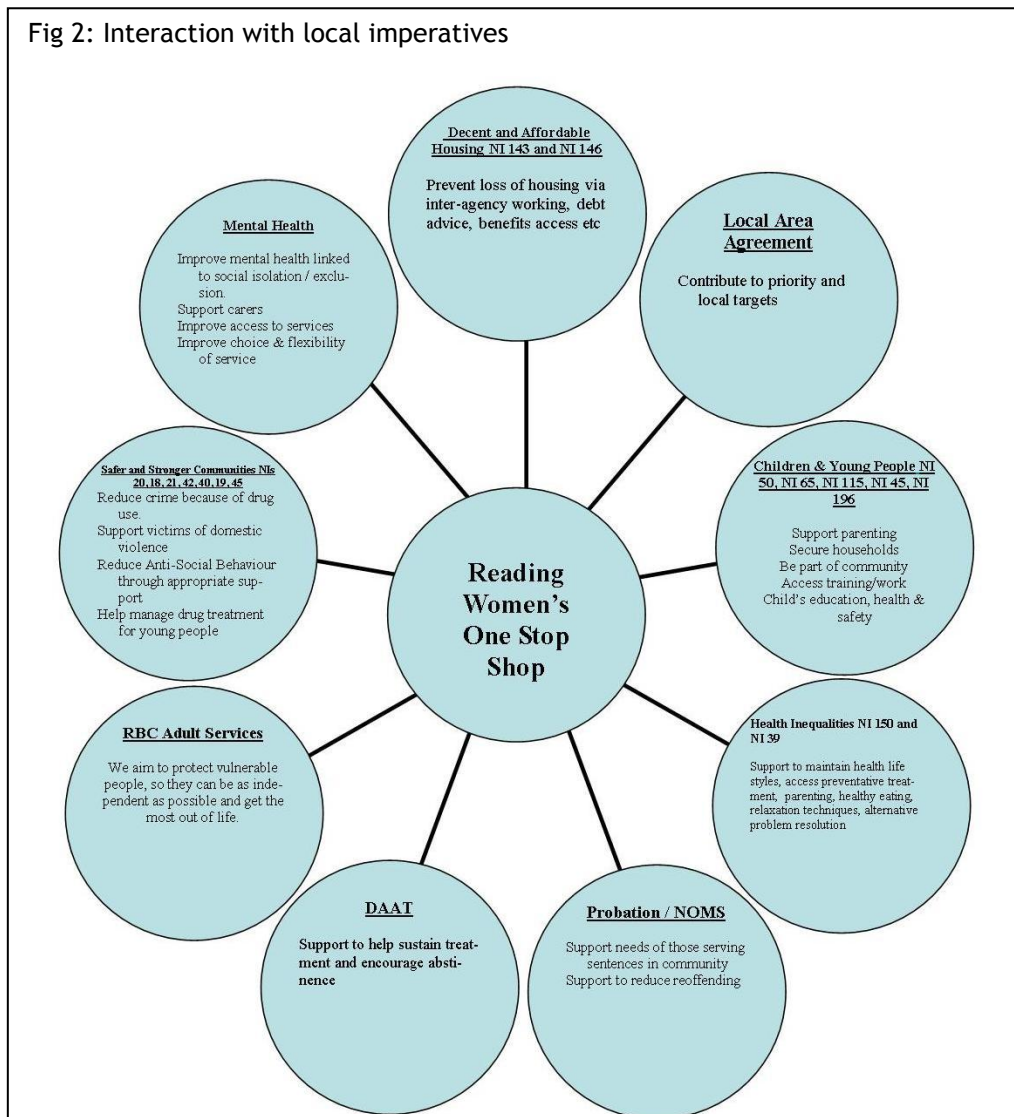 Fig 2: Interaction with local imperatives
Decent and Affordable
Housing NI 143 and NI 146
Prevent loss of housing via
inter-agency working, debt
advice, benefits access etc
Local Area
Agreement
Contribute to priority and
local targets
Children & Young People NI
50, NI 65, NI 115, NI 45, NI
196
Support parenting
Secure households
Be part of community
Access training/work
Child's education, health &
safety
Health Inequalities NI 150 and
NI 39
Support to maintain health life
styles, access preventative treat-
ment, parenting, healthy eating,
relaxation techniques, alternative
problem resolution
Probation / NOMS
Support needs of those serving
sentences in community
Support to reduce reoffending
DAAT
Support to help sustain treat-
ment and encourage absti-
nence
RBC Adult Services
We aim to protect vulnerable
people, so they can be as inde-
pendent as possible and get the
most out of life.
Safer and Stronger Communities NIs
20, 18, 21, 42, 40, 19, 45
Reduce crime because of drug
use.
Support victims of domestic
violence
Reduce Anti-Social Behaviour
through appropriate sup-
port
Help manage drug treatment
for young people
Mental Health
Improve mental health linked
to social isolation / exclu-
sion.
Support carers
Improve access to services
Improve choice & flexibility
of service
Reading
Women's
One Stop
Shop